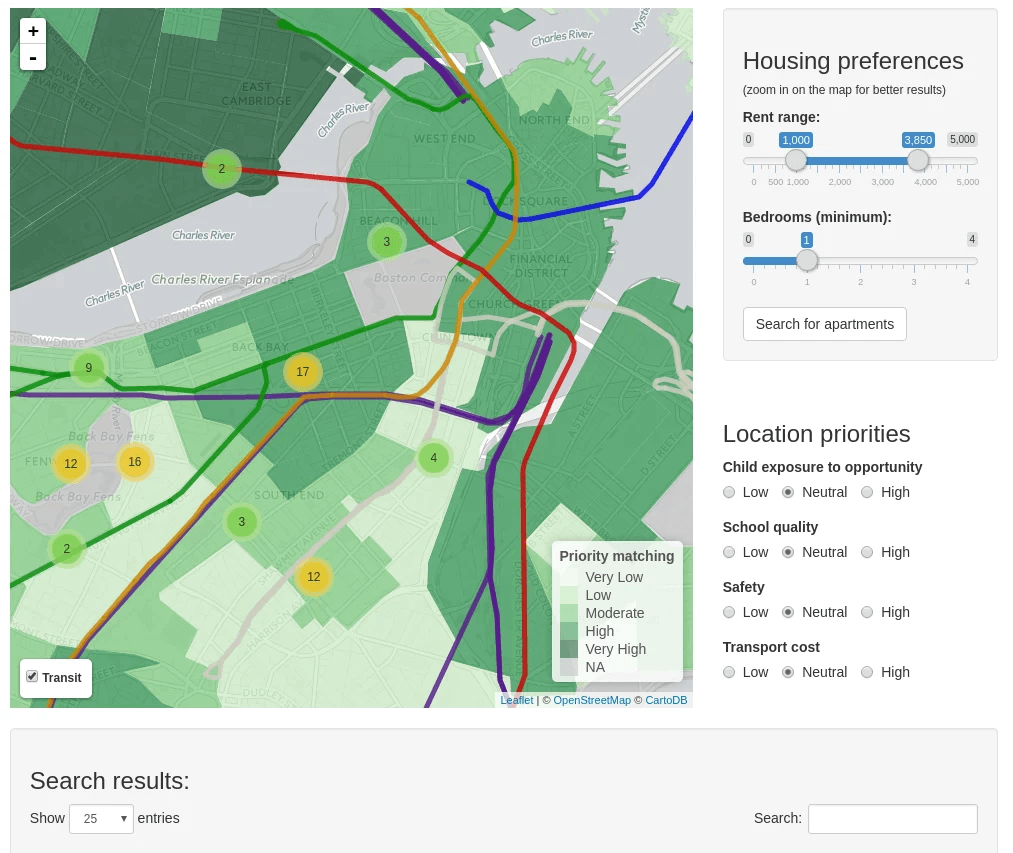 +
-
Charles River
EAST
CAMBRIDGE
Charles River
NORTH END
WEST END
MAIN STREET
2
BEACON HILL
3
Charles River
FINANCIAL
DISTRICT
Charles River Esplanade
Boston Common
Charles River
STORROW DRIVE
BACK BAY
9
17
Back Bay Fens
12
16
4
Back Bay Fens
SOUTH END
3
2
12
DUDLEY
Transit
Priority matching
Very Low
Low
Moderate
High
Very High
NA
Leaflet | © OpenStreetMap © CartoDB
Housing preferences
(zoom in on the map for better results)
Rent range:
0 1,000 3,850 5,000
0 500 1,000 2,000 3,000 4,000 5,000
Bedrooms (minimum):
0 1 4
0 1 2 3 4
Search for apartments
Location priorities
Child exposure to opportunity
Low Neutral High
School quality
Low Neutral High
Safety
Low Neutral High
Transport cost
Low Neutral High
Search results:
Show 25 entries
Search: